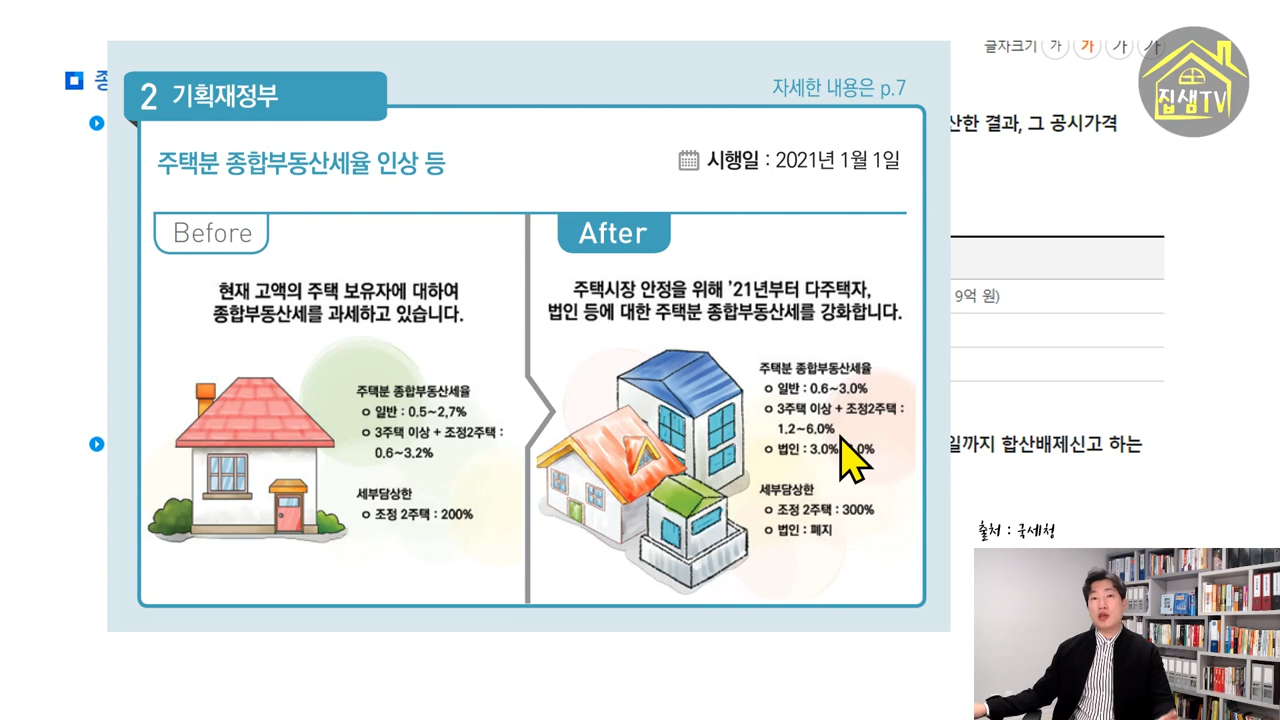 글자크기 가 가 가 가
집샘TV
2 기획재정부
자세한 내용은 p.7
종
산한 결과, 그 공시가격
주택분 종합부동산세율 인상 등
시행일 : 2021년 1월 1일
Before
After
현재 고액의 주택 보유자에 대하여
종합부동산세를 과세하고 있습니다.
주택분 종합부동산세율
일반 : 0.5~2,7%
3주택 이상 + 조정2주택 :
0.6~3.2%
세부담상한
조정 2주택 : 200%
주택시장 안정을 위해 '21년부터 다주택자,
법인 등에 대한 주택분 종합부동산세를 강화합니다.
주택분 종합부동산세율
일반 : 0.6~3.0%
3주택 이상 + 조정2주택 :
1.2~6.0%
법인 : 3.0%
세부담상한
조정 2주택 : 300%
법인 : 폐지
9억 원)
일까지 합산배제신고 하는
출처 : 국세청